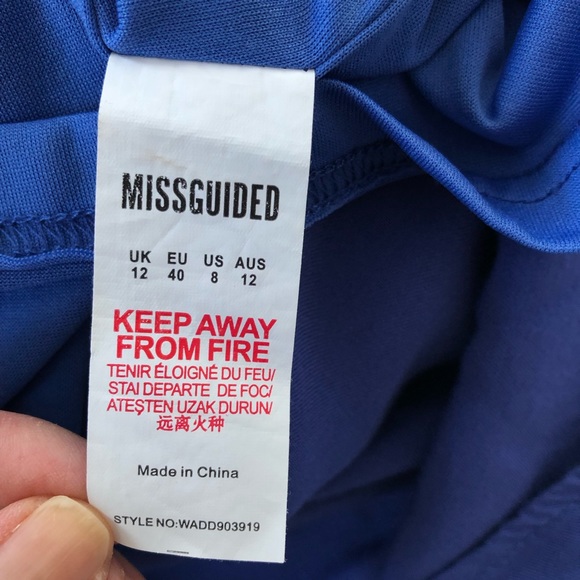 MISSGUIDED
UK EU US AUS
12 40 8 12
KEEP AWAY
FROM FIRE
TENIR ÉLOIGNÉ DU FEU/
STAI DEPARTE DE FOC/
ATEŞTEN UZAK DURUN/
远离火种
Made in China
STYLE NO:WADD903919